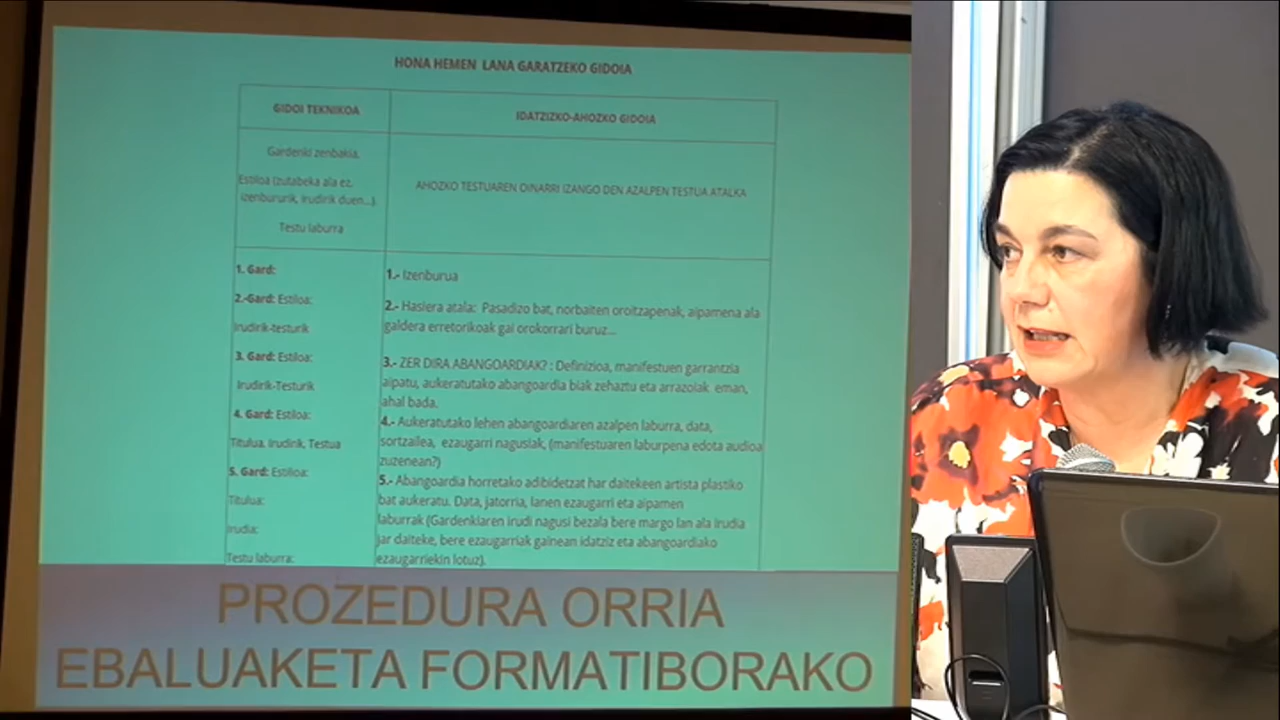 HONA HEMEN LANA GARATZEKO GIDOIA
GIDOI TEKNIKOA
IDATZIZKO-AHOZKO GIDOIA
Gardenki zenbakia,
Estiloa (zutabeka ala ez,
izenbururik, irudirik duen...)
Testu laburra
AHOZKO TESTUAREN OINARRI IZANGO DEN AZALPEN TESTUA ATALKA
1. Gard:
1.- Izenburua
2.-Gard: Estiloa:
Irudirik-testurik
2.- Hasiera atala: Pasadizo bat, norbaiten oroitzapenak, aipamena ala
galdera erretorikoak gai orokorrari buruz...
3. Gard: Estiloa:
Irudirik-Testurik
3.- ZER DIRA ABANGOARDIAK? : Definizioa, manifestuen garrantzia
aipatu, aukeratutako abangoardia biak zehaztu eta arrazoiak eman,
ahal bada.
4. Gard: Estiloa:
Titulua, Irudirik, Testua
4.- Aukeratutako lehen abangoardiaren azalpen laburra, data,
sortzailea, ezaugarri nagusiak, (manifestuaren laburpena edota audioa
zuzenean?)
5. Gard: Estiloa:
Titulua:
Irudia:
Testu laburra:
5.- Abangoardia horretako adibidetzat har daitekeen artista plastiko
bat aukeratu. Data, jatorria, lanen ezaugarri eta aipamen
laburrak (Gardenkiaren irudi nagusi bezala bere margo lan ala irudia
jar daiteke, bere ezaugarriak gainean idatziz eta abangoardiako
ezaugarriekin lotuz).
PROZEDURA ORRIA
EBALUAKETA FORMATIBORAKO